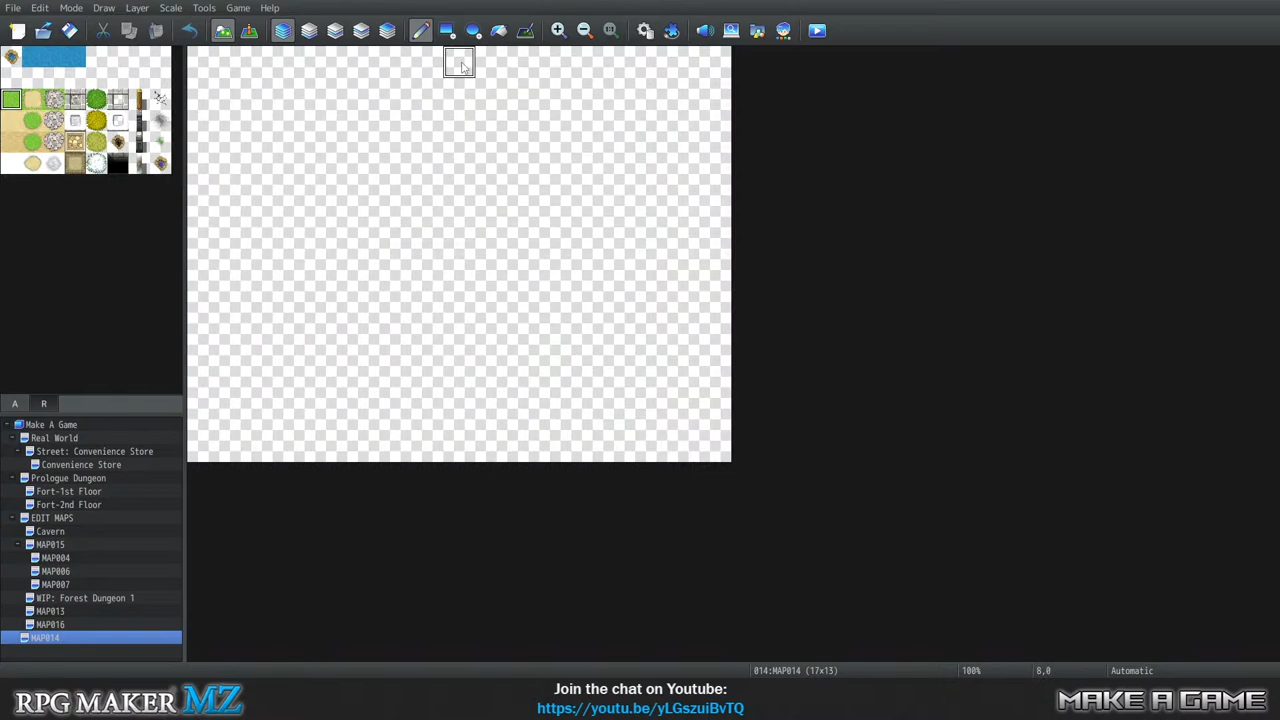 File Edit Mode Draw Layer Scale Tools Game Help
A R
Make A Game
Real World
Street: Convenience Store
Convenience Store
Prologue Dungeon
Fort-1st Floor
Fort-2nd Floor
EDIT MAPS
Cavern
MAP015
MAP004
MAP006
MAP007
WIP: Forest Dungeon 1
MAP013
MAP016
MAP014
014:MAP014 (17×13) 100% 8,0 Automatic
RPG MAKER MZ
Join the chat on Youtube:
https://youtu.be/yLGszuiBvTQ
MAKE A GAME